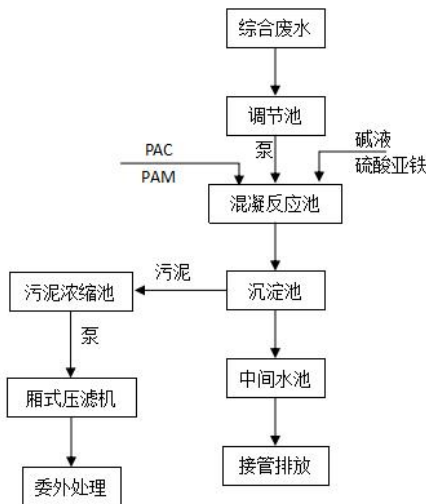 综合废水
调节池
泵
碱液
硫酸亚铁
PAC
PAM
混凝反应池
污泥
污泥浓缩池
沉淀池
泵
中间水池
厢式压滤机
接管排放
委外处理